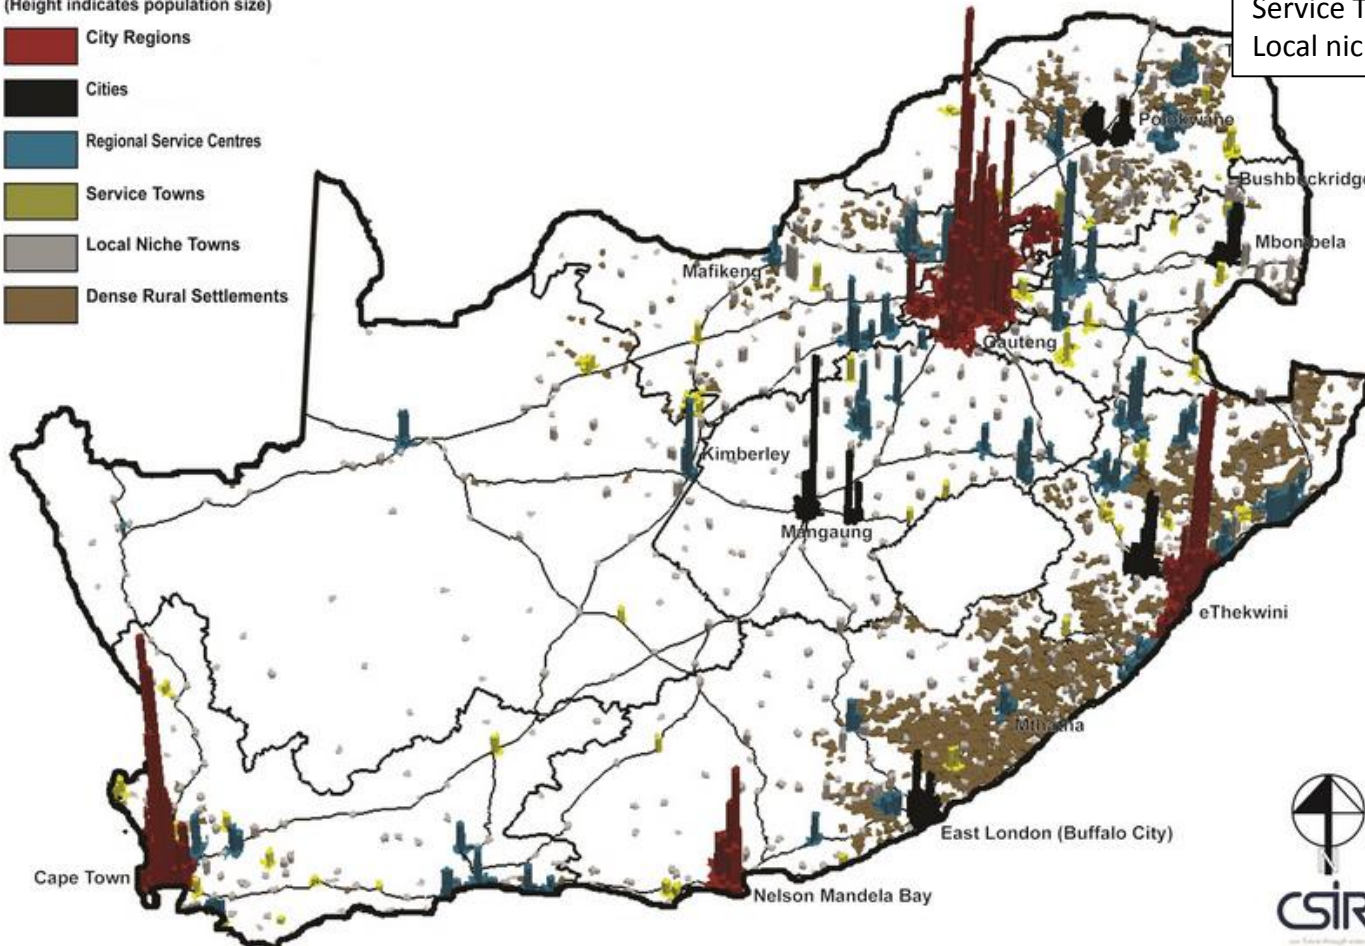 (Height indicates population size)
City Regions
Cities
Regional Service Centres
Service Towns
Local Niche Towns
Dense Rural Settlements
Service T
Local nic
Polokwane
Bushbuckridge
Mbombela
Mafikeng
Gauteng
Kimberley
Mangaung
eThekwini
Mthatha
East London (Buffalo City)
Cape Town
Nelson Mandela Bay
CSIR